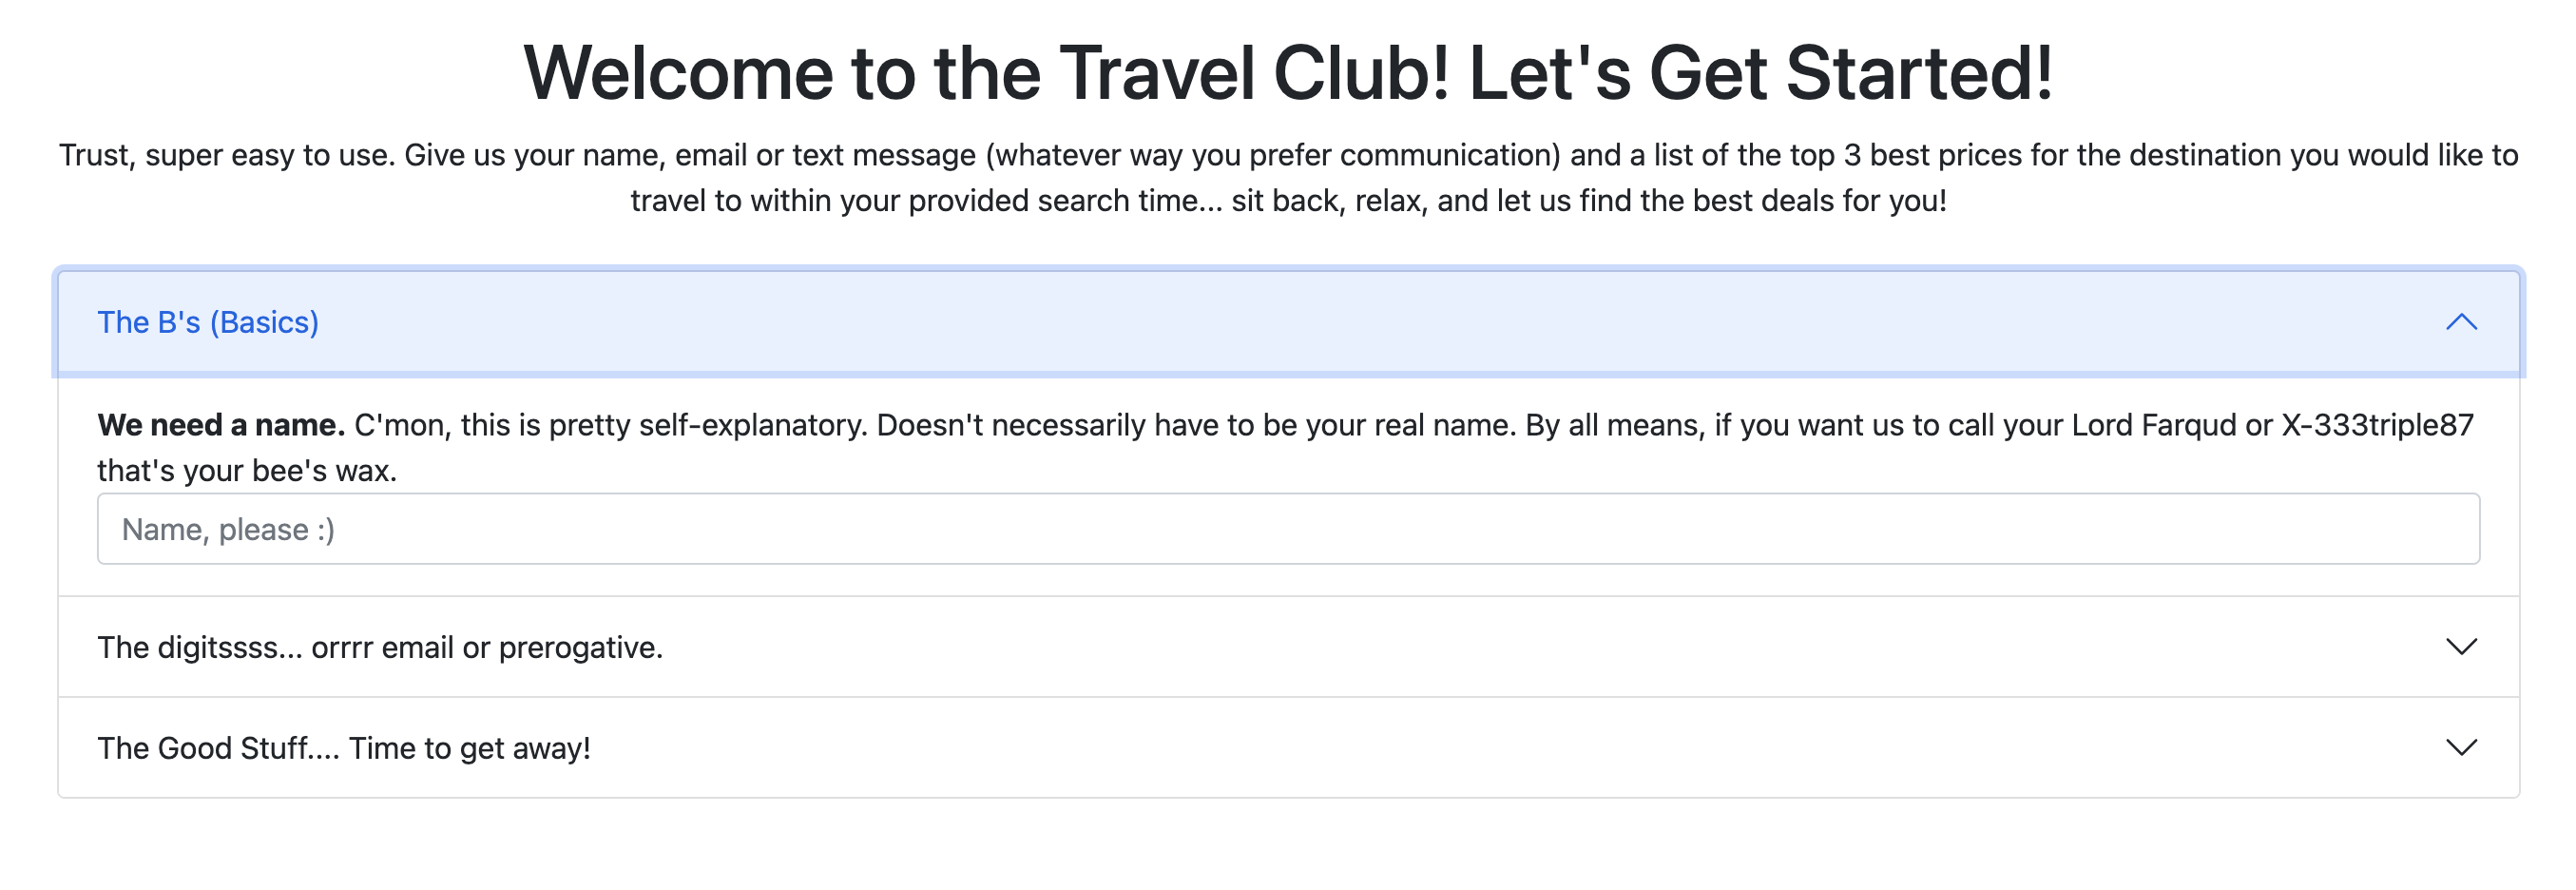 Welcome to the Travel Club! Let's Get Started!
Trust, super easy to use. Give us your name, email or text message (whatever way you prefer communication) and a list of the top 3 best prices for the destination you would like to
travel to within your provided search time... sit back, relax, and let us find the best deals for you!
The B's (Basics)
We need a name. C'mon, this is pretty self-explanatory. Doesn't necessarily have to be your real name. By all means, if you want us to call your Lord Farqud or X-333triple87
that's your bee's wax.
Name, please :)
The digitssss... orrrr email or prerogative.
The Good Stuff.... Time to get away!